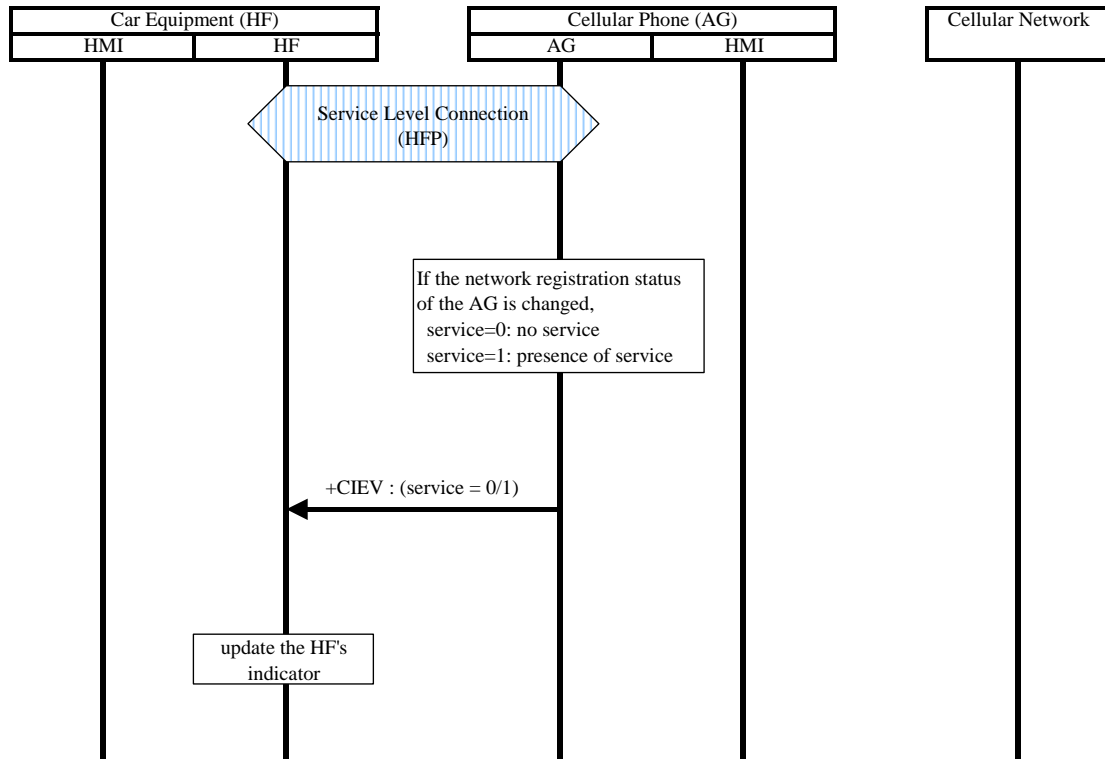 Car Equipment (HF)
Cellular Phone (AG)
Cellular Network
HMI
HF
AG
HMI
Service Level Connection
(HFP)
If the network registration status
of the AG is changed,
service=0: no service
service=1: presence of service
+CIEV : (service = 0/1)
update the HF's
indicator